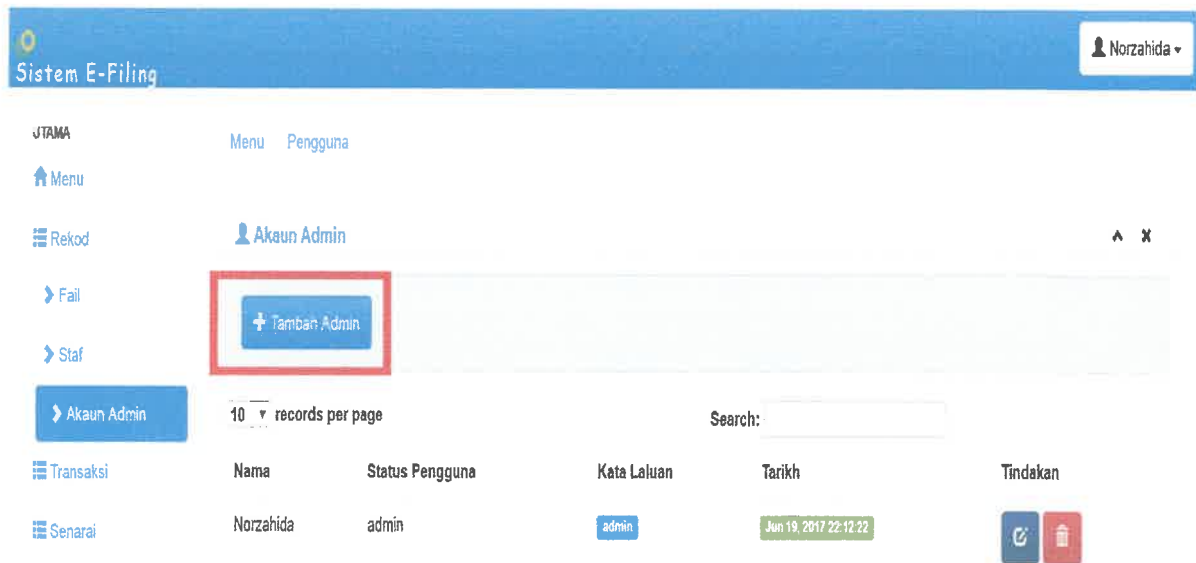 Sistem E-Filing
Norzahida
UTAMA
Menu
Rekod
Fail
Staf
Akaun Admin
Transaksi
Senarai
Menu Pengguna
Akaun Admin
Tambah Admin
10 records per page
Search:
Nama Status Pengguna Kata Laluan Tarikh Tindakan
Norzahida admin admin Jun 19, 2017 22:12:22